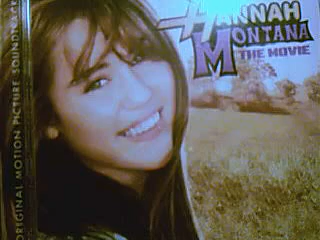 HANNAH
MONTANA
THE MOVIE
ORIGINAL MOTION PICTURE SOUNDTRACK